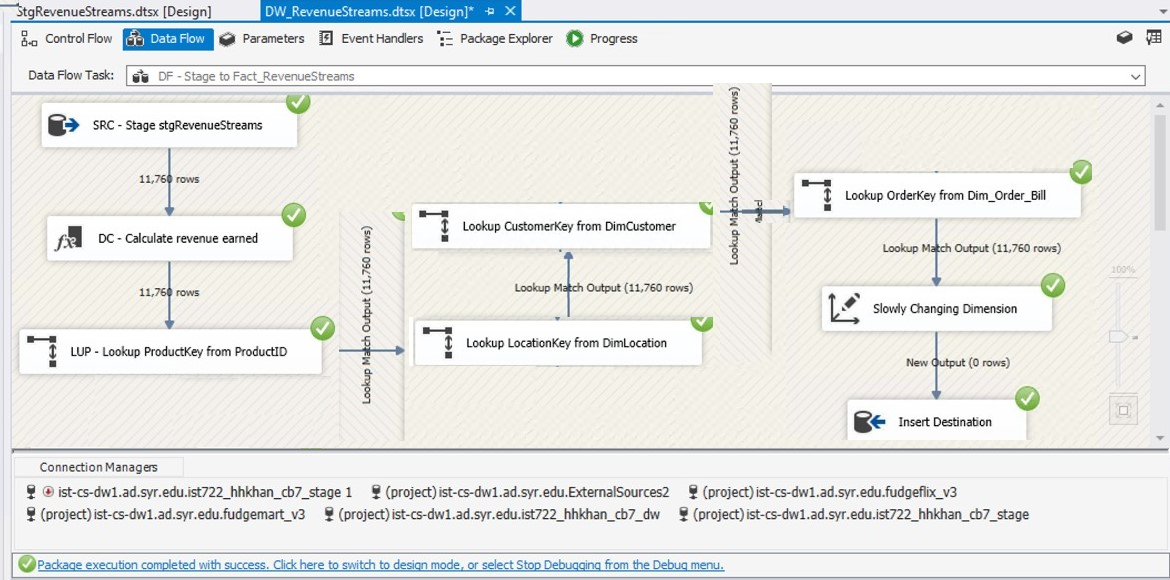 StgRevenueStreams.dtsx [Design]
DW_RevenueStreams.dtsx [Design]*
Control Flow
Data Flow
Parameters
Event Handlers
Package Explorer
Progress
Data Flow Task:
DF - Stage to Fact_RevenueStreams
SRC - Stage stgRevenueStreams
11,760 rows
DC - Calculate revenue earned
11,760 rows
LUP - Lookup ProductKey from ProductID
Lookup Match Output (11,760 rows)
Lookup CustomerKey from DimCustomer
Lookup Match Output (11,760 rows)
Lookup LocationKey from DimLocation
Lookup Match Output (11,760 rows)
Lookup OrderKey from Dim_Order_Bill
Lookup Match Output (11,760 rows)
Slowly Changing Dimension
New Output (0 rows)
Insert Destination
100%
Connection Managers
ist-cs-dw1.ad.syr.edu.ist722_hhkhan_cb7_stage 1
(project) ist-cs-dw1.ad.syr.edu.ExternalSources2
(project) ist-cs-dw1.ad.syr.edu.fudgeflix_v3
(project) ist-cs-dw1.ad.syr.edu.fudgemart_v3
(project) ist-cs-dw1.ad.syr.edu.ist722_hhkhan_cb7_dw
(project) ist-cs-dw1.ad.syr.edu.ist722_hhkhan_cb7_stage
Package execution completed with success. Click here to switch to design mode, or select Stop Debugging from the Debug menu.